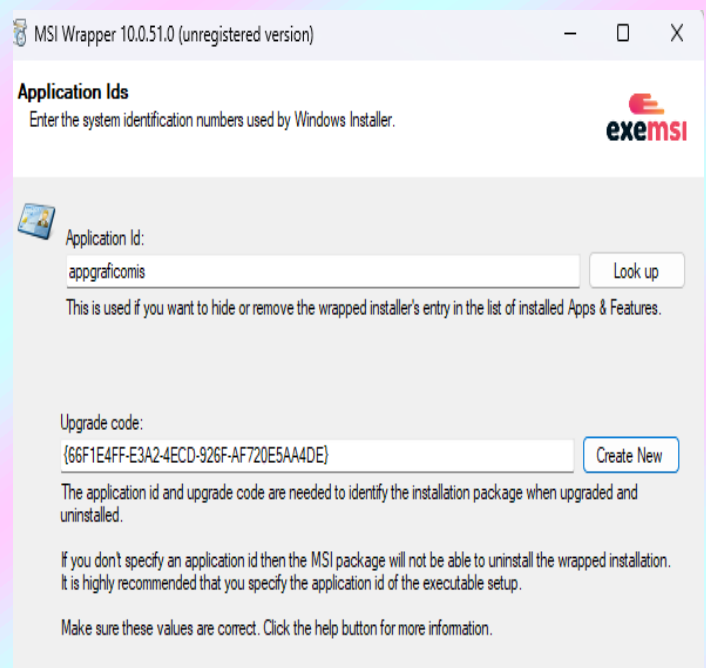 MSI Wrapper 10.0.51.0 (unregistered version)
Application Ids
Enter the system identification numbers used by Windows Installer.
exemsi
Application Id:
appgraficomis
Look up
This is used if you want to hide or remove the wrapped installer's entry in the list of installed Apps & Features.
Upgrade code:
{66F1E4FF-E3A2-4ECD-926F-AF720E5AA4DE}
Create New
The application id and upgrade code are needed to identify the installation package when upgraded and
uninstalled.
If you don't specify an application id then the MSI package will not be able to uninstall the wrapped installation.
It is highly recommended that you specify the application id of the executable setup.
Make sure these values are correct. Click the help button for more information.